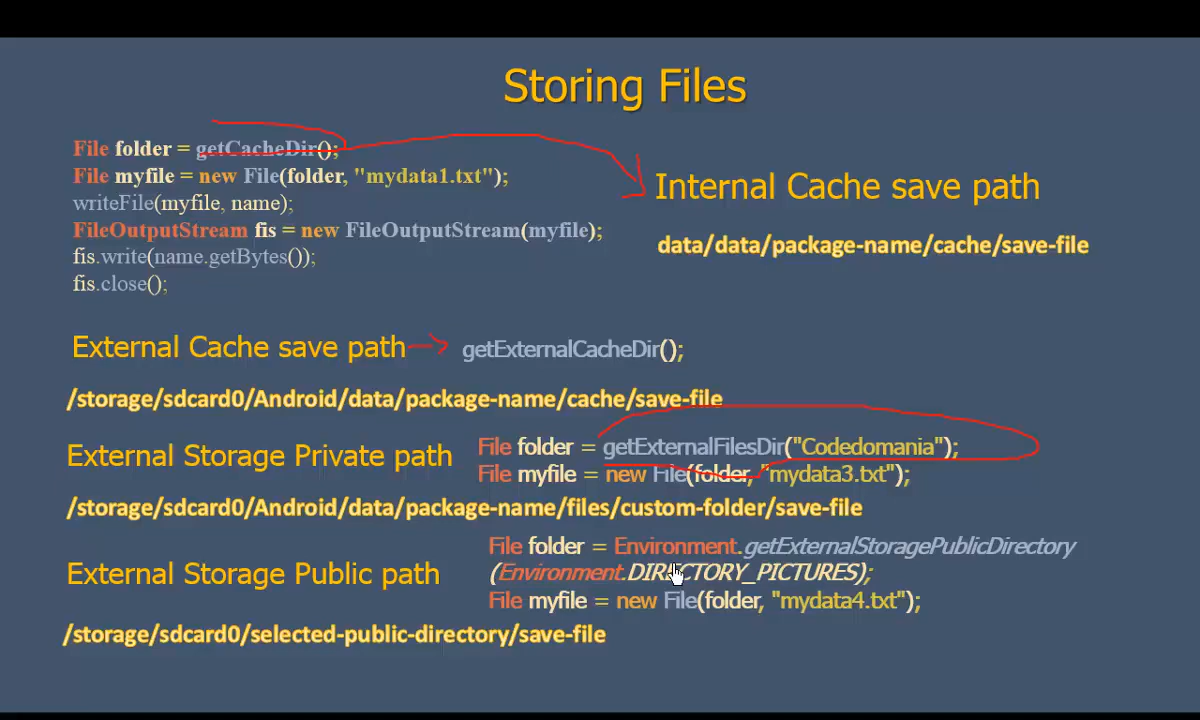 Storing Files
File folder = getCacheDir();
File myfile = new File(folder, "mydata1.txt");
writeFile(myfile, name);
FileOutputStream fis = new FileOutputStream(myfile);
fis.write(name.getBytes());
fis.close();
Internal Cache save path
data/data/package-name/cache/save-file
External Cache save path
getExternalCacheDir();
/storage/sdcard0/Android/data/package-name/cache/save-file
External Storage Private path
File folder = getExternalFilesDir("Codedomania");
File myfile = new File(folder, "mydata3.txt");
/storage/sdcard0/Android/data/package-name/files/custom-folder/save-file
External Storage Public path
File folder = Environment.getExternalStoragePublicDirectory
(Environment.DIRECTORY_PICTURES);
File myfile = new File(folder, "mydata4.txt");
/storage/sdcard0/selected-public-directory/save-file